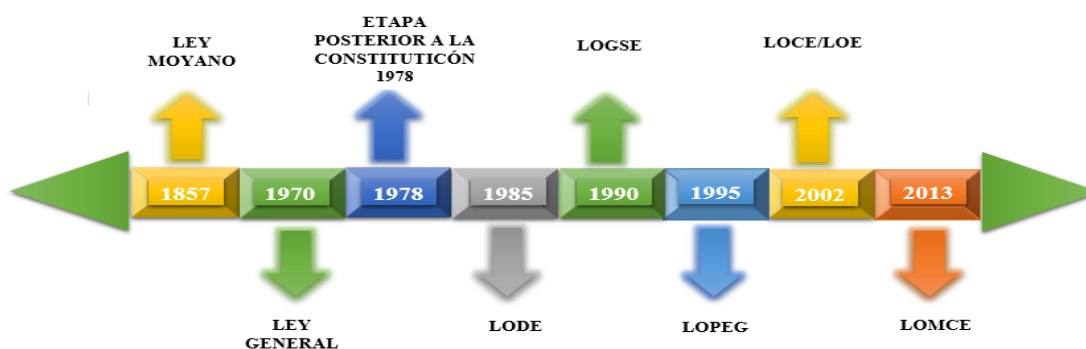 LEY
MOYANO
ETAPA
POSTERIOR A LA
CONSTITUTICÓN
1978
LOGSE
LOCE/LOE
1857
1970
1978
1985
1990
1995
2002
2013
LEY
GENERAL
LODE
LOPEG
LOMCE